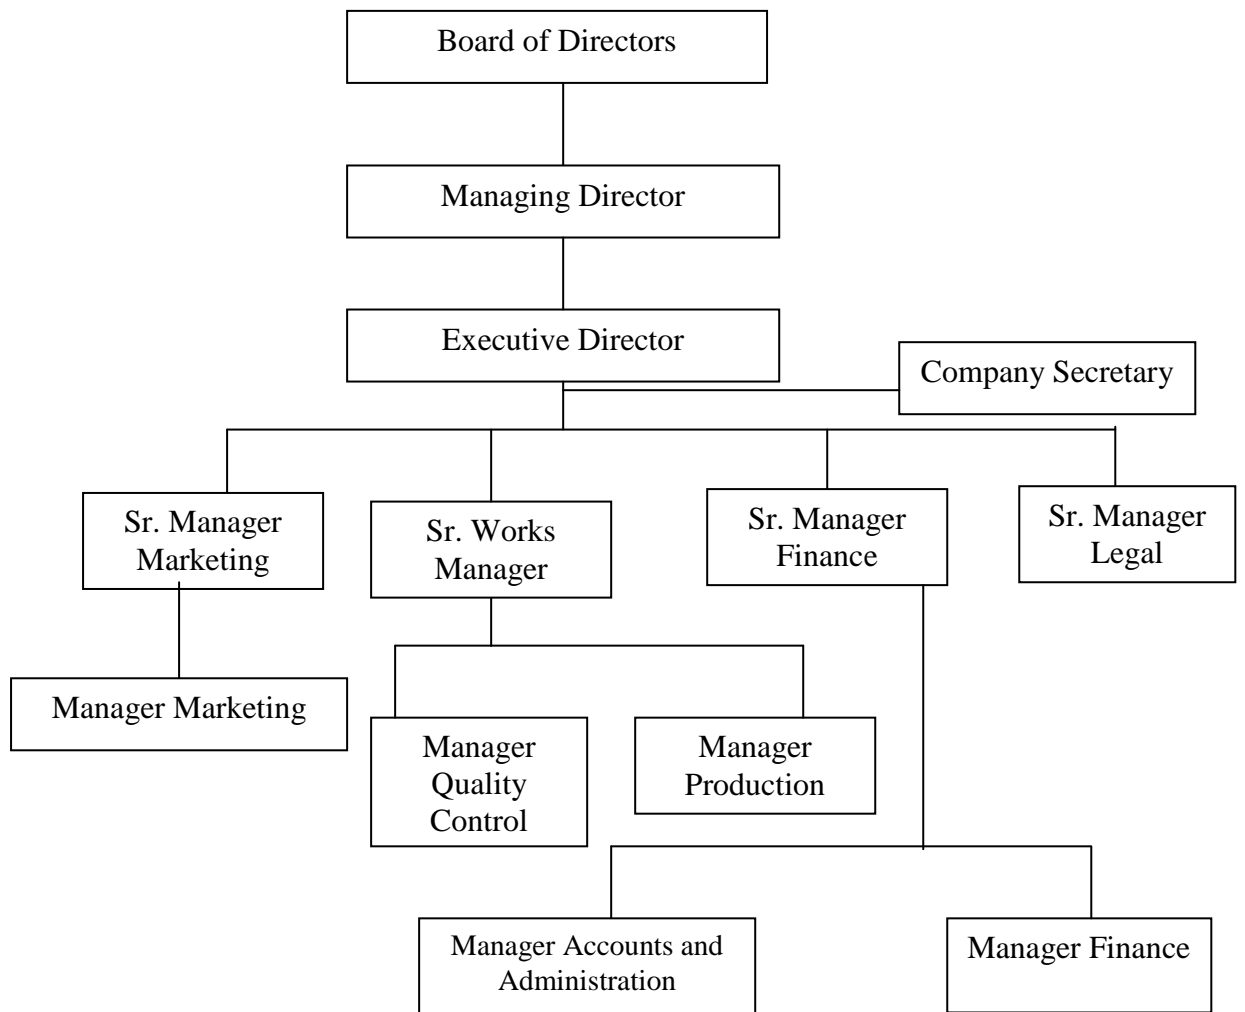 Board of Directors
Managing Director
Executive Director
Company Secretary
Sr. Manager
Marketing
Sr. Works
Manager
Sr. Manager
Finance
Sr. Manager
Legal
Manager Marketing
Manager
Quality
Control
Manager
Production
Manager Accounts and
Administration
Manager Finance